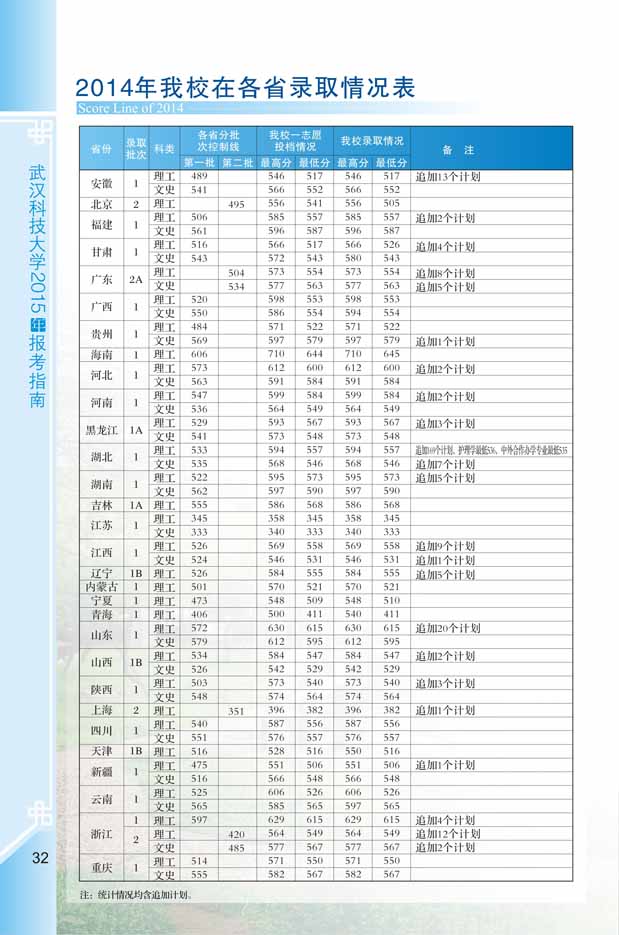 2014年我校在各省录取情况表
Score Line of 2014
武汉科技大学2015年报考指南
省份 录取批次 科类 各省分批次控制线 我校一志愿投档情况 我校录取情况 备 注
第一批 第二批 最高分 最低分 最高分 最低分
安徽 1 理工 489 546 517 546 517 追加13个计划
文史 541 566 552 566 552
北京 2 理工 495 556 541 556 505
福建 1 理工 506 585 557 585 557 追加2个计划
文史 561 596 587 596 587
甘肃 1 理工 516 566 517 566 526 追加4个计划
文史 543 572 543 580 543
广东 2A 理工 504 573 554 573 554 追加8个计划
文史 534 577 563 577 563 追加5个计划
广西 1 理工 520 598 553 598 553
文史 550 586 554 594 554
贵州 1 理工 484 571 522 571 522
文史 569 597 579 597 579 追加1个计划
海南 1 理工 606 710 644 710 645
河北 1 理工 573 612 600 612 600 追加2个计划
文史 563 591 584 591 584
河南 1 理工 547 599 584 599 584 追加2个计划
文史 536 564 549 564 549
黑龙江 1A 理工 529 593 567 593 567 追加3个计划
文史 541 573 548 573 548
湖北 1 理工 533 594 557 594 557 追加169个计划、护理学最低536、中外合作办学专业最低535
文史 535 568 546 568 546 追加7个计划
湖南 1 理工 522 595 573 595 573 追加5个计划
文史 562 597 590 597 590
吉林 1A 理工 555 586 568 586 568
江苏 1 理工 345 358 345 358 345
文史 333 340 333 340 333
江西 1 理工 526 569 558 569 558 追加9个计划
文史 524 546 531 546 531 追加1个计划
辽宁 1B 理工 526 584 555 584 555 追加5个计划
内蒙古 1 理工 501 570 521 570 521
宁夏 1 理工 473 548 509 548 510
青海 1 理工 406 500 411 540 411
山东 1 理工 572 630 615 630 615 追加20个计划
文史 579 612 595 612 595
山西 1B 理工 534 584 547 584 547 追加2个计划
文史 526 542 529 542 529
陕西 1 理工 503 573 540 573 540 追加3个计划
文史 548 574 564 574 564
上海 2 理工 351 396 382 396 382 追加1个计划
四川 1 理工 540 587 556 587 556
文史 551 576 557 576 557
天津 1B 理工 516 528 516 550 516
新疆 1 理工 475 551 506 551 506 追加1个计划
文史 516 566 548 566 548
云南 1 理工 525 606 526 606 526
文史 565 585 565 597 565
浙江 1 理工 597 629 615 629 615 追加4个计划
2 理工 420 564 549 564 549 追加12个计划
文史 485 577 567 577 567 追加2个计划
重庆 1 理工 514 571 550 571 550
文史 555 582 567 582 567
注：统计情况均含追加计划。
32